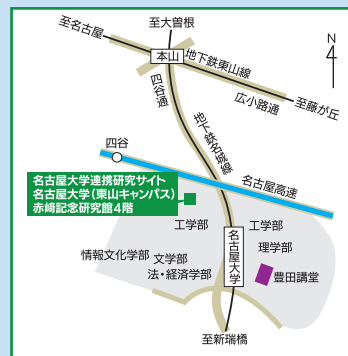 至大曽根
至名古屋
N
本山
地下鉄東山線
四谷通
広小路通
至藤が丘
地下鉄名城線
四谷
名古屋高速
名古屋大学連携研究サイト
名古屋大学(東山キャンパス)
赤﨑記念研究館4階
工学部
工学部
名古屋大学
理学部
情報文化学部
文学部
法・経済学部
豊田講堂
至新瑞橋